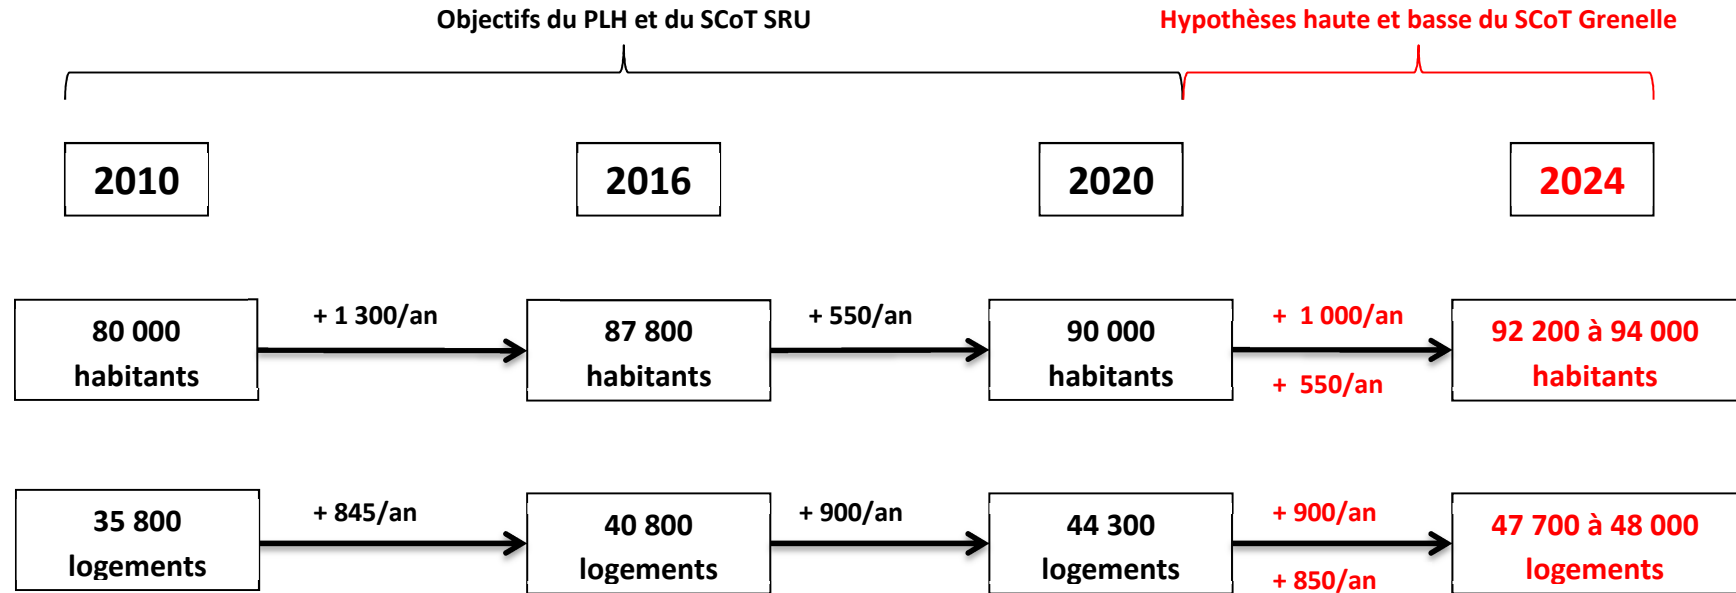 Objectifs du PLH et du SCoT SRU
Hypothèses haute et basse du SCoT Grenelle
2010
2016
2020
2024
80 000
habitants
+ 1 300/an
87 800
habitants
+ 550/an
90 000
habitants
+ 1 000/an
+ 550/an
92 200 à 94 000
habitants
35 800
logements
+ 845/an
40 800
logements
+ 900/an
44 300
logements
+ 900/an
+ 850/an
47 700 à 48 000
logements